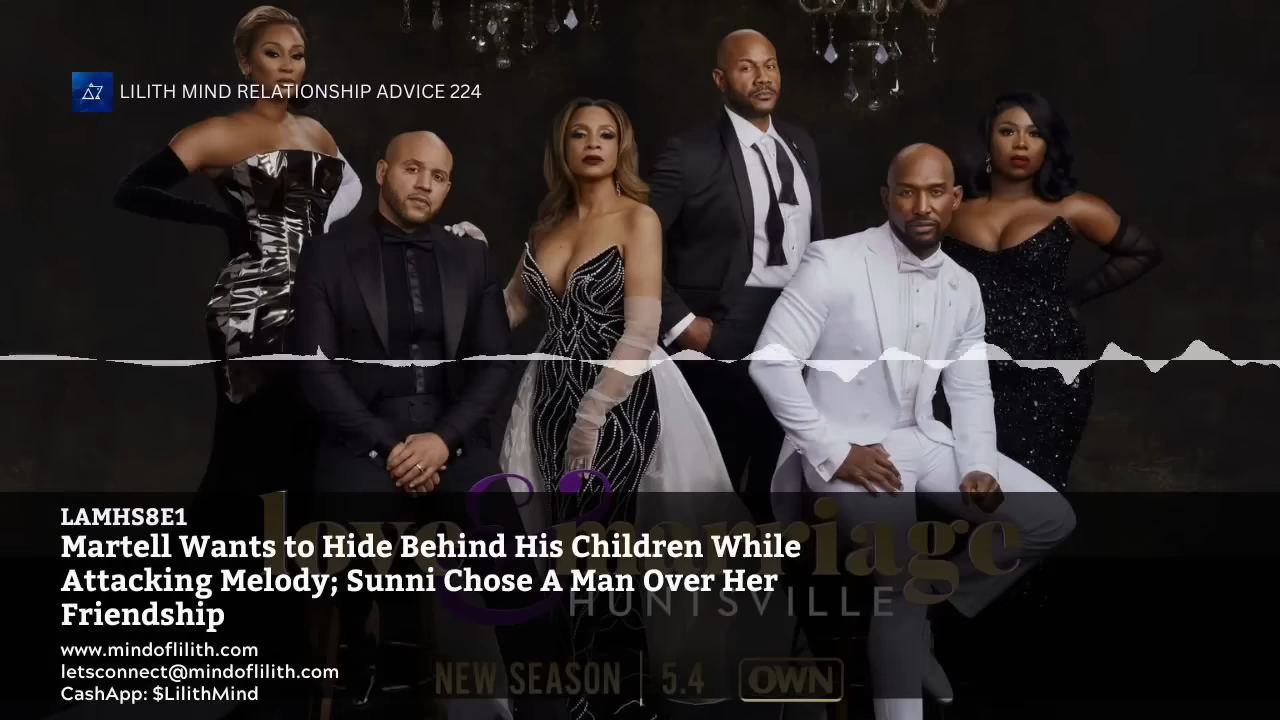 LILITH MIND RELATIONSHIP ADVICE 224
love & marriage
HUNTSVILLE
LAMHS8E1
Martell Wants to Hide Behind His Children While
Attacking Melody; Sunni Chose A Man Over Her
Friendship
www.mindoflilith.com
letsconnect@mindoflilith.com
CashApp: $LilithMind
NEW SEASON | 5.4 OWN